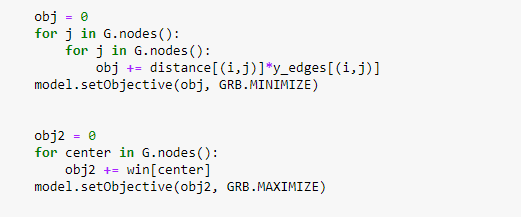 obj = 0
for j in G.nodes():
    for j in G.nodes():
        obj += distance[(i,j)]*y_edges[(i,j)]
model.setObjective(obj, GRB.MINIMIZE)
obj2 = 0
for center in G.nodes():
    obj2 += win[center]
model.setObjective(obj2, GRB.MAXIMIZE)